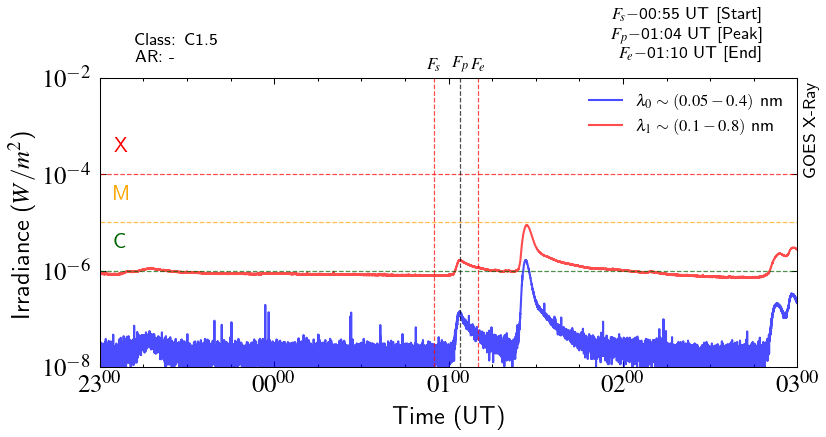 F_s−00:55 UT [Start]
Class: C1.5
F_p−01:04 UT [Peak]
AR: -
F_e−01:10 UT [End]
F_s F_p F_e
10^−2
λ_0 ∼ (0.05 − 0.4) nm
λ_1 ∼ (0.1 − 0.8) nm
GOES X-Ray
X
10^−4
M
C
10^−6
10^−8
Irradiance (W/m^2)
23^00 00^00 01^00 02^00 03^00
Time (UT)